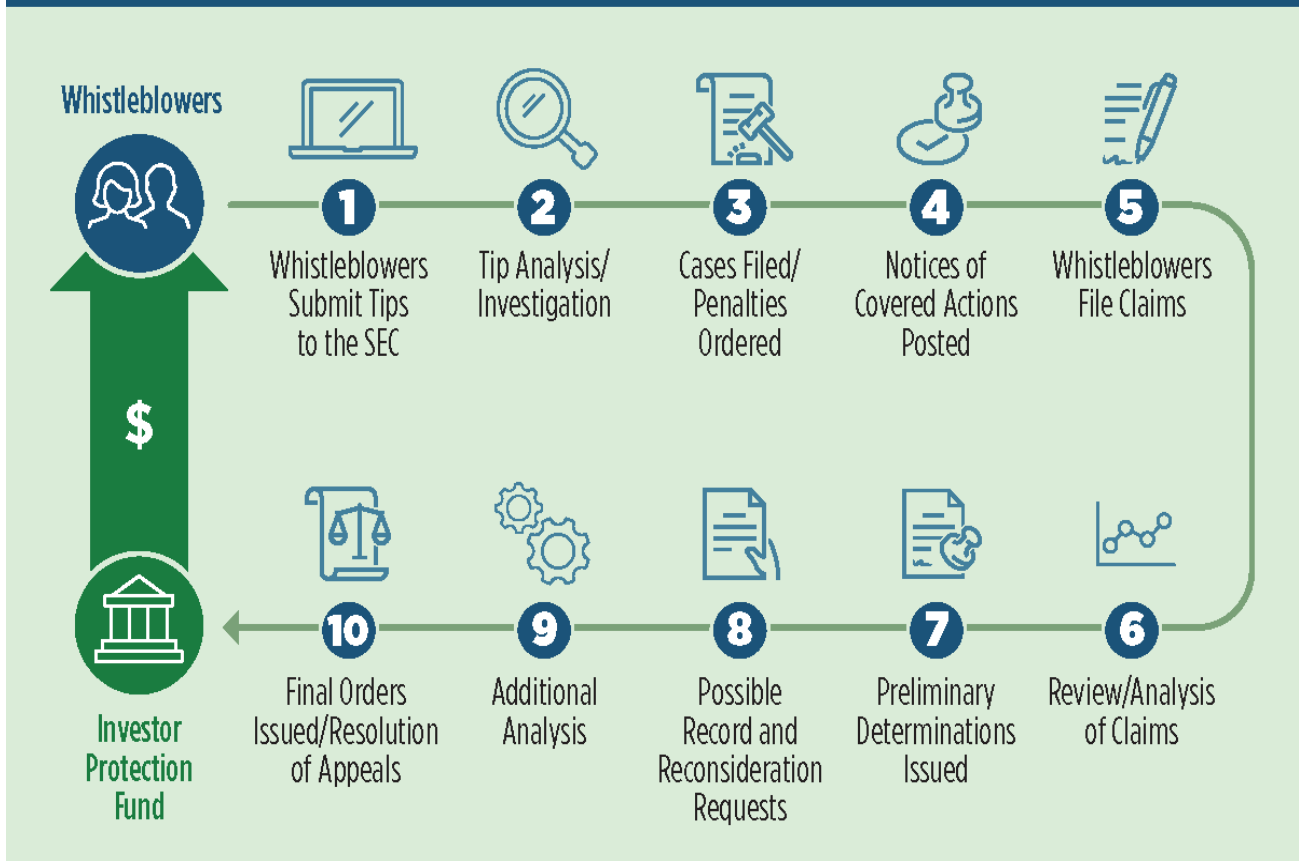 Whistleblowers
1
Whistleblowers
Submit Tips
to the SEC
2
Tip Analysis/
Investigation
3
Cases Filed/
Penalties
Ordered
4
Notices of
Covered Actions
Posted
5
Whistleblowers
File Claims
6
Review/Analysis
of Claims
7
Preliminary
Determinations
Issued
8
Possible
Record and
Reconsideration
Requests
9
Additional
Analysis
10
Final Orders
Issued/Resolution
of Appeals
Investor
Protection
Fund
$